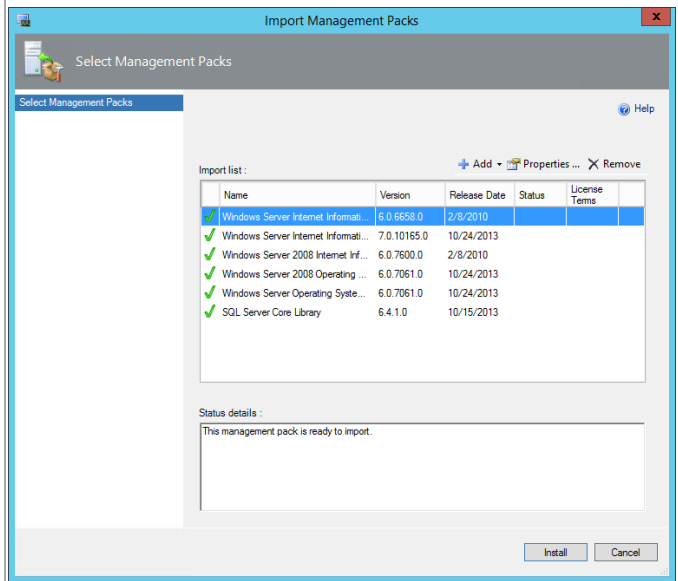 Import Management Packs
x
Select Management Packs
Select Management Packs
Help
Import list :
Add Properties ... Remove
Name Version Release Date Status License Terms
Windows Server Internet Informati... 6.0.6658.0 2/8/2010
Windows Server Internet Informati... 7.0.10165.0 10/24/2013
Windows Server 2008 Internet Inf... 6.0.7600.0 2/8/2010
Windows Server 2008 Operating ... 6.0.7061.0 10/24/2013
Windows Server Operating Syste... 6.0.7061.0 10/24/2013
SQL Server Core Library 6.4.1.0 10/15/2013
Status details :
This management pack is ready to import.
Install Cancel